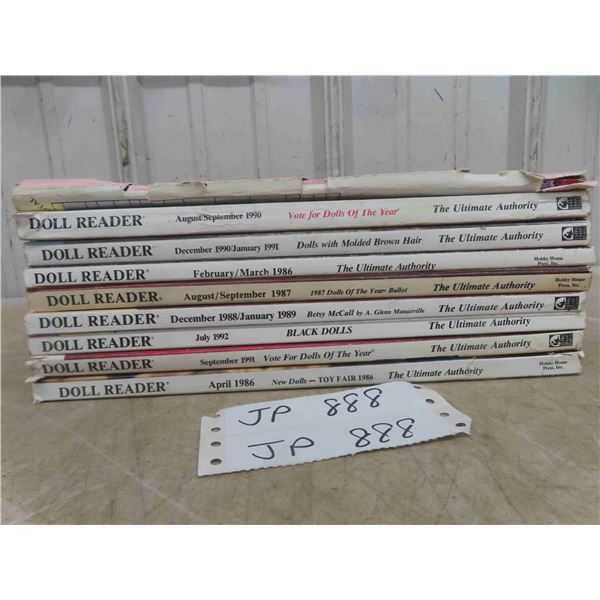 DOLL READER® August/September 1990 Vote for Dolls Of The Year® The Ultimate Authority
DOLL READER® December 1990/January 1991 Dolls with Molded Brown Hair The Ultimate Authority
DOLL READER® February/March 1986 The Ultimate Authority Hobby House Press, Inc.
DOLL READER® August/September 1987 1987 Dolls Of The Year® Ballot The Ultimate Authority Hobby House Press, Inc.
DOLL READER® December 1988/January 1989 Betsy McCall by A. Glenn Mandeville The Ultimate Authority
DOLL READER® July 1992 BLACK DOLLS The Ultimate Authority
DOLL READER® September 1991 Vote For Dolls Of The Year® The Ultimate Authority
DOLL READER® April 1986 New Dolls — TOY FAIR 1986 The Ultimate Authority Hobby House Press, Inc.
JP 888
JP 888